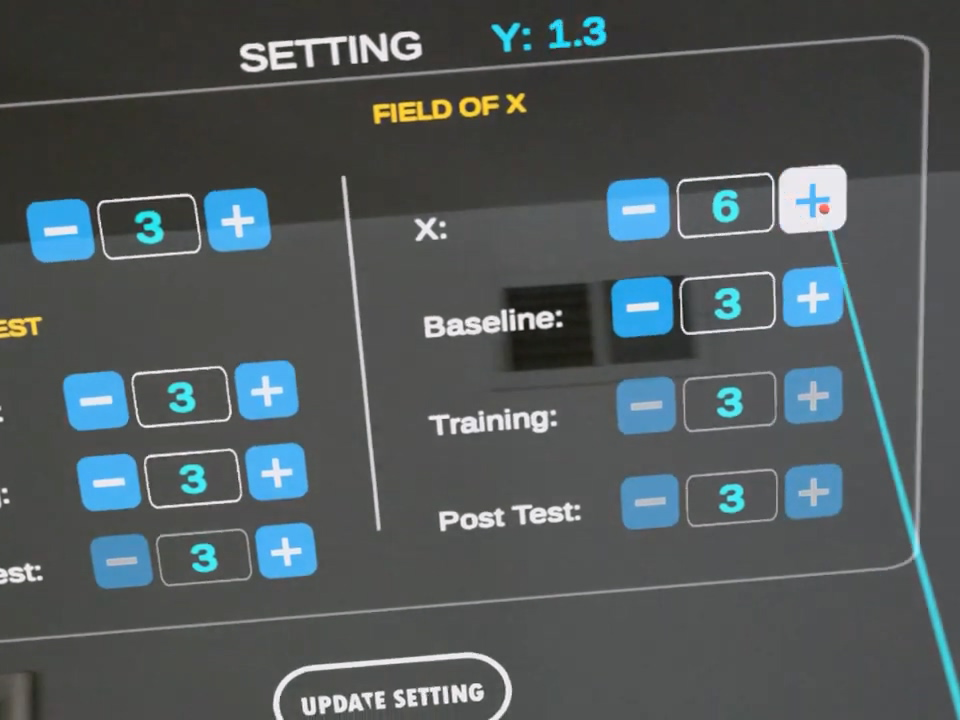 SETTING Y: 1.3
FIELD OF X
3
X: 6
EST
Baseline: 3
3
Training: 3
3
Post Test: 3
est: 3
UPDATE SETTING